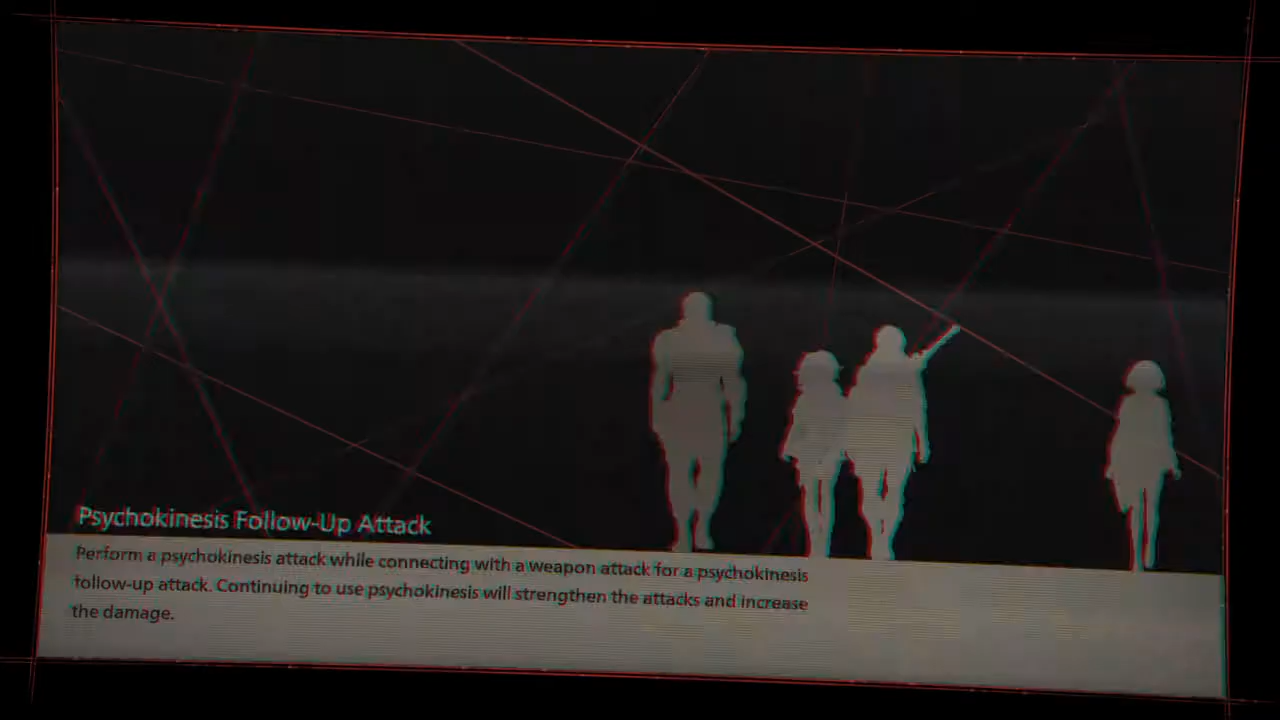 Psychokinesis Follow-Up Attack
Perform a psychokinesis attack while connecting with a weapon attack for a psychokinesis
follow-up attack. Continuing to use psychokinesis will strengthen the attacks and increase
the damage.